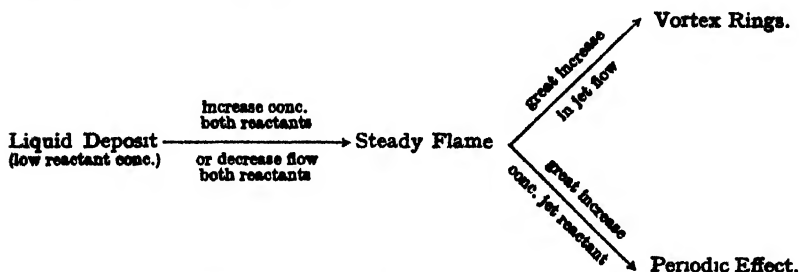 Vortex Rings.
great increase
in jet flow
Increase conc.
both reactants
Liquid Deposit
(low reactant conc.)
Steady Flame
or decrease flow
both reactants
great increase
conc. jet reactant
Periodic Effect.